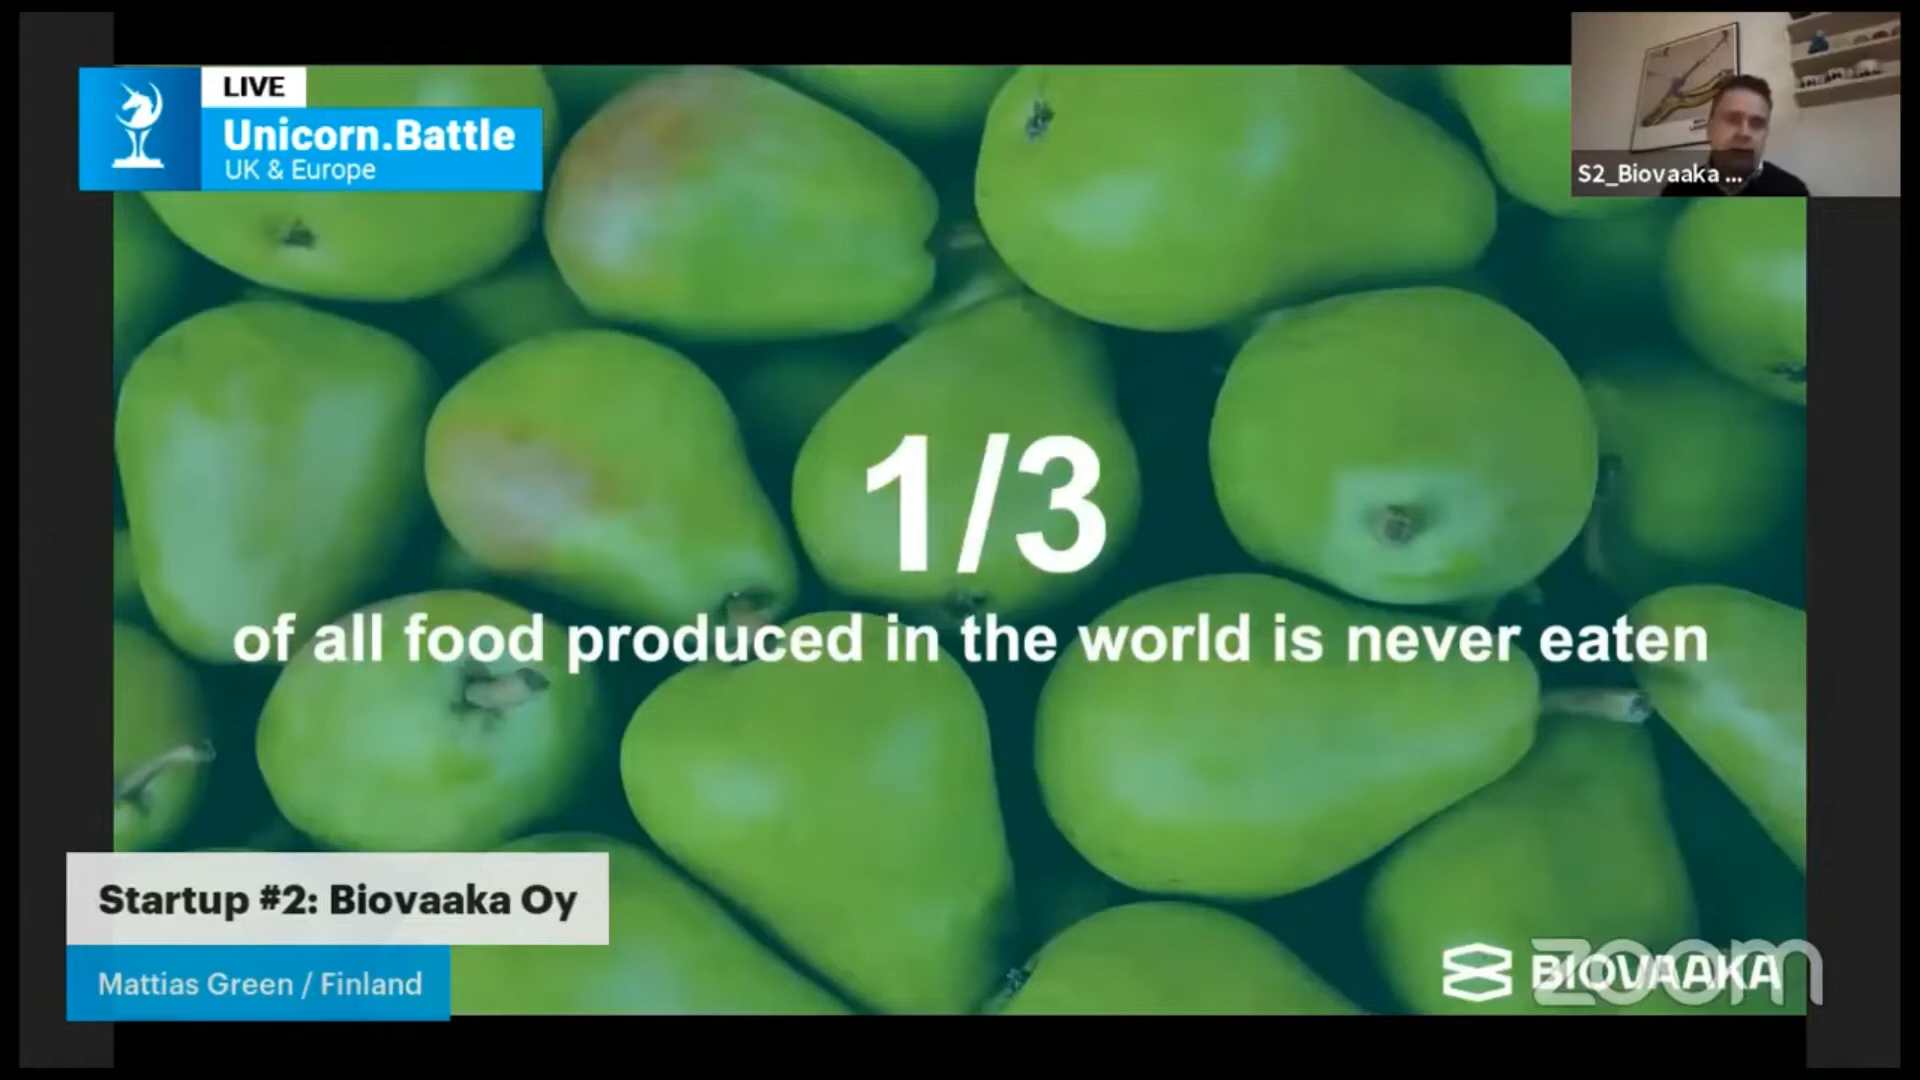 LIVE
Unicorn.Battle
UK & Europe
S2_Biovaaka ...
1/3
of all food produced in the world is never eaten
Startup #2: Biovaaka Oy
Mattias Green / Finland
BIOVAAKA
zoom